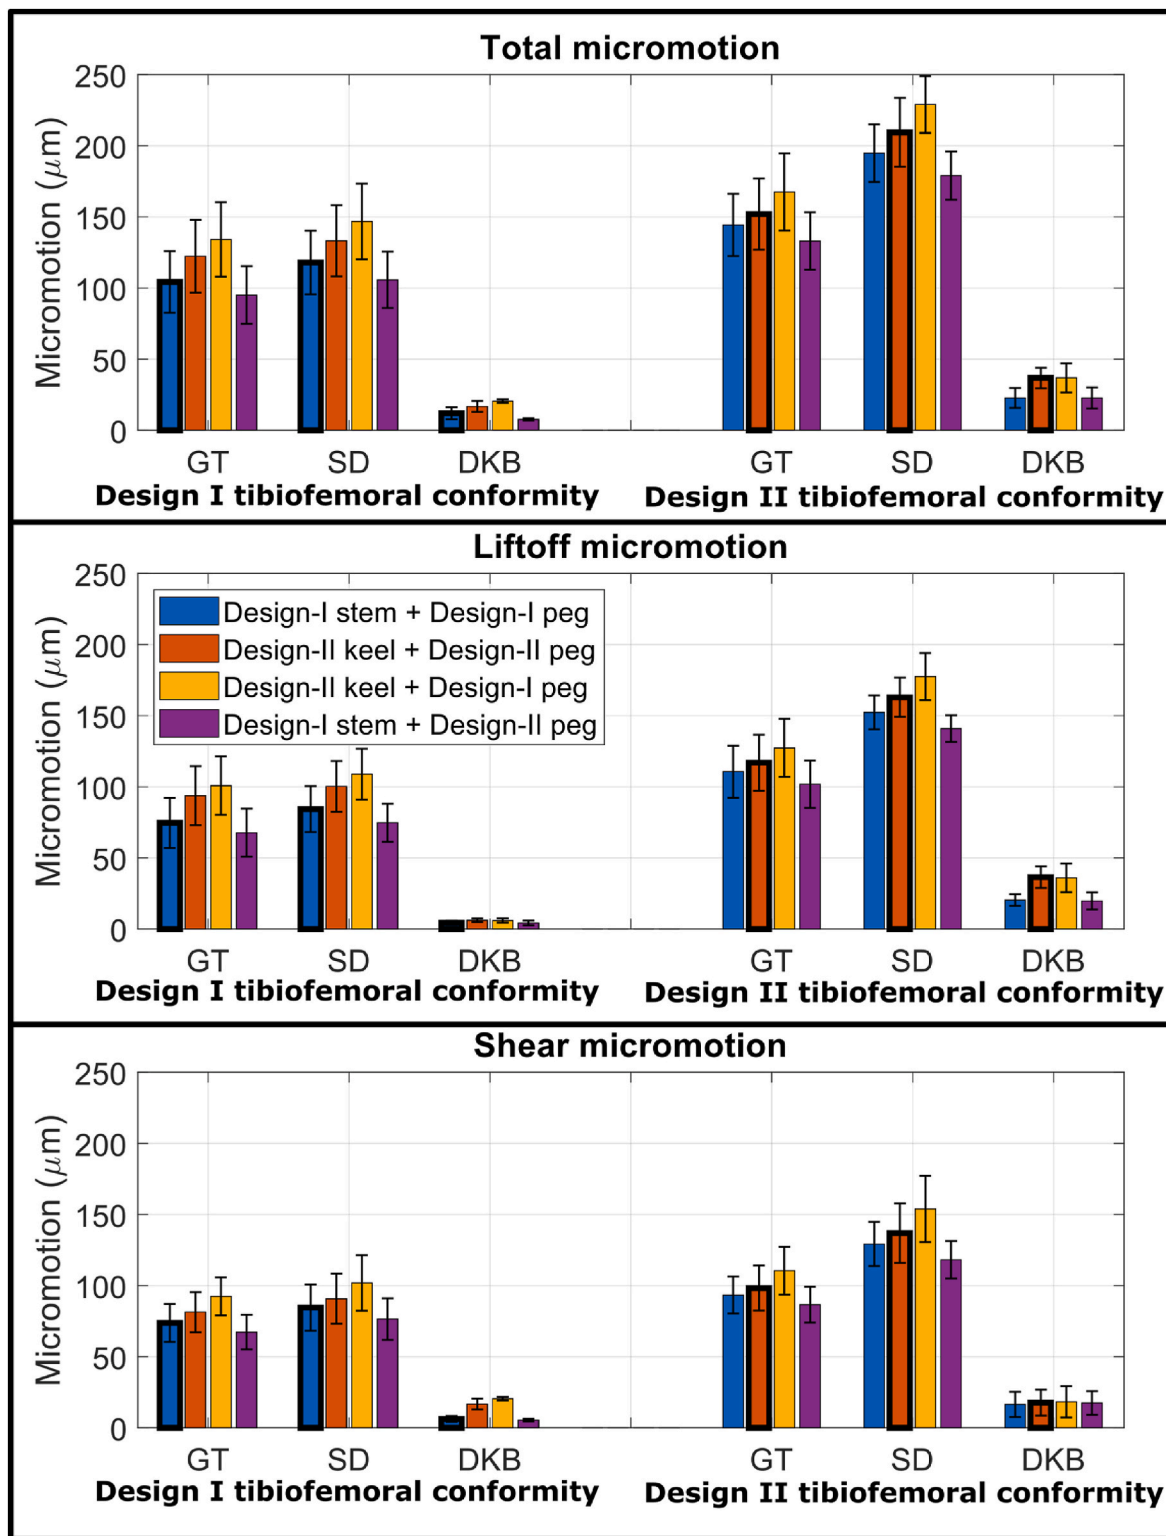 Total micromotion
Micromotion (μm)
250
200
150
100
50
0
GT SD DKB GT SD DKB
Design I tibiofemoral conformity Design II tibiofemoral conformity
Liftoff micromotion
Micromotion (μm)
250
200
150
100
50
0
Design-I stem + Design-I peg
Design-II keel + Design-II peg
Design-II keel + Design-I peg
Design-I stem + Design-II peg
GT SD DKB GT SD DKB
Design I tibiofemoral conformity Design II tibiofemoral conformity
Shear micromotion
Micromotion (μm)
250
200
150
100
50
0
GT SD DKB GT SD DKB
Design I tibiofemoral conformity Design II tibiofemoral conformity